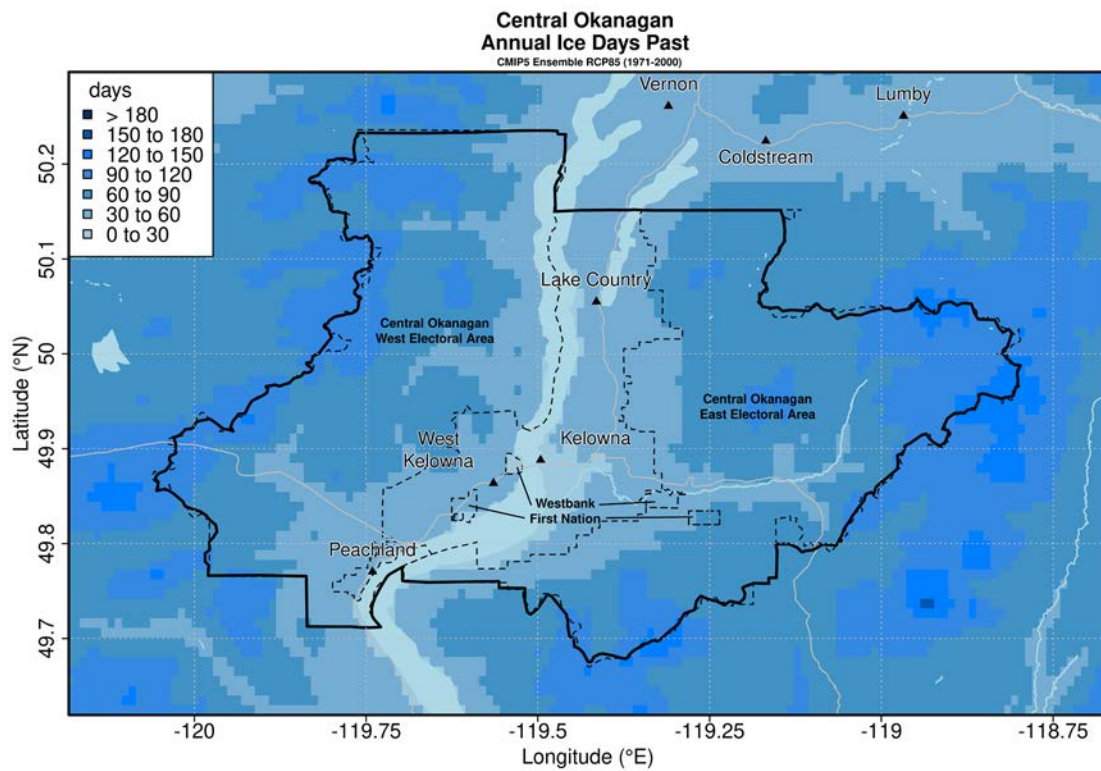 Central Okanagan
Annual Ice Days Past
CMIP5 Ensemble RCP85 (1971-2000)
days
> 180
150 to 180
120 to 150
90 to 120
60 to 90
30 to 60
0 to 30
Vernon
Lumby
Coldstream
Lake Country
Central Okanagan
West Electoral Area
Central Okanagan
East Electoral Area
West
Kelowna
Kelowna
Westbank
First Nation
Peachland
50.2
50.1
50
49.9
49.8
49.7
Latitude (°N)
-120
-119.75
-119.5
-119.25
-119
-118.75
Longitude (°E)